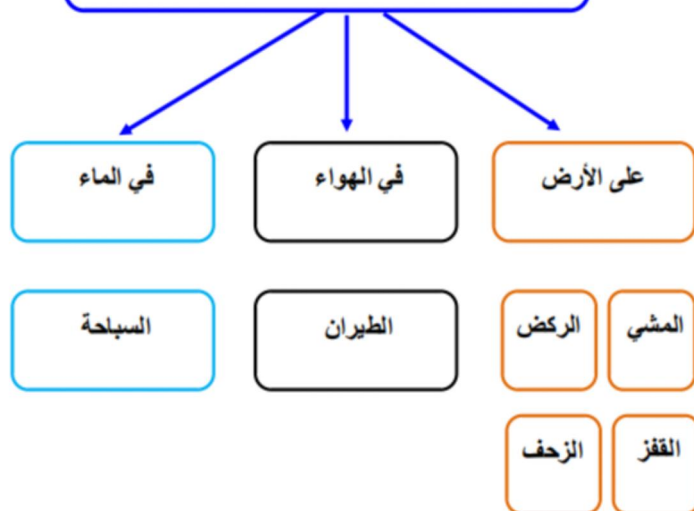 على الأرض
في الهواء
في الماء
المشي
الركض
الطيران
السباحة
القفز
الزحف